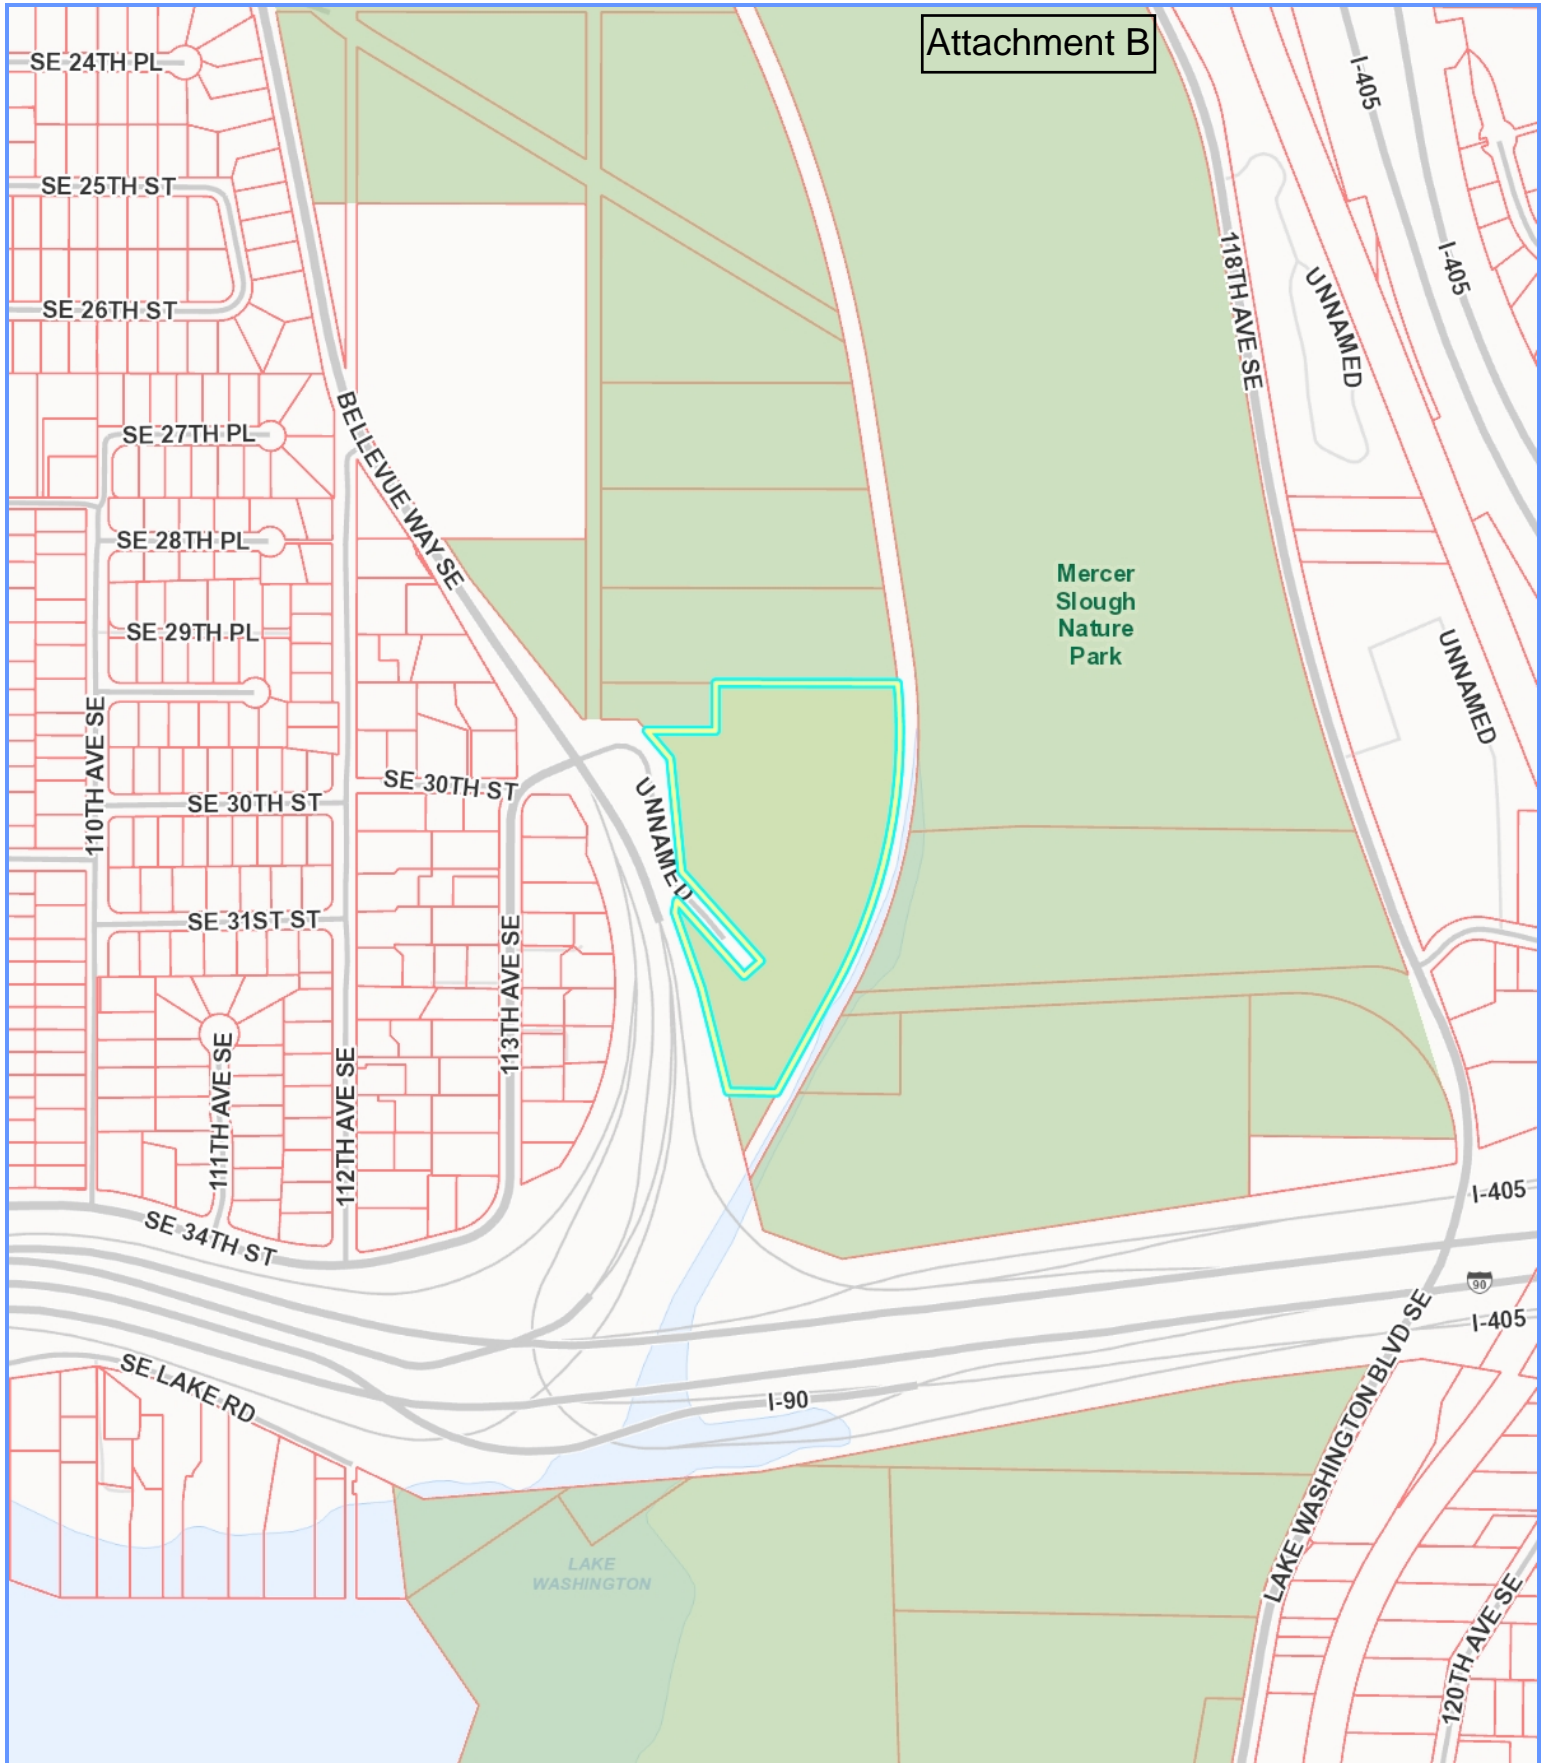 Attachment B
SE 24TH PL
I-405
SE 25TH ST
118TH AVE SE
I-405
UNNAMED
SE 26TH ST
BELLEVUE WAY SE
SE 27TH PL
SE 28TH PL
Mercer
Slough
Nature
Park
SE 29TH PL
UNNAMED
110TH AVE SE
SE 30TH ST
SE 30TH ST
UNNAMED
SE 31ST ST
113TH AVE SE
111TH AVE SE
112TH AVE SE
I-405
SE 34TH ST
90
I-405
LAKE WASHINGTON BLVD SE
SE LAKE RD
I-90
LAKE
WASHINGTON
120TH AVE SE